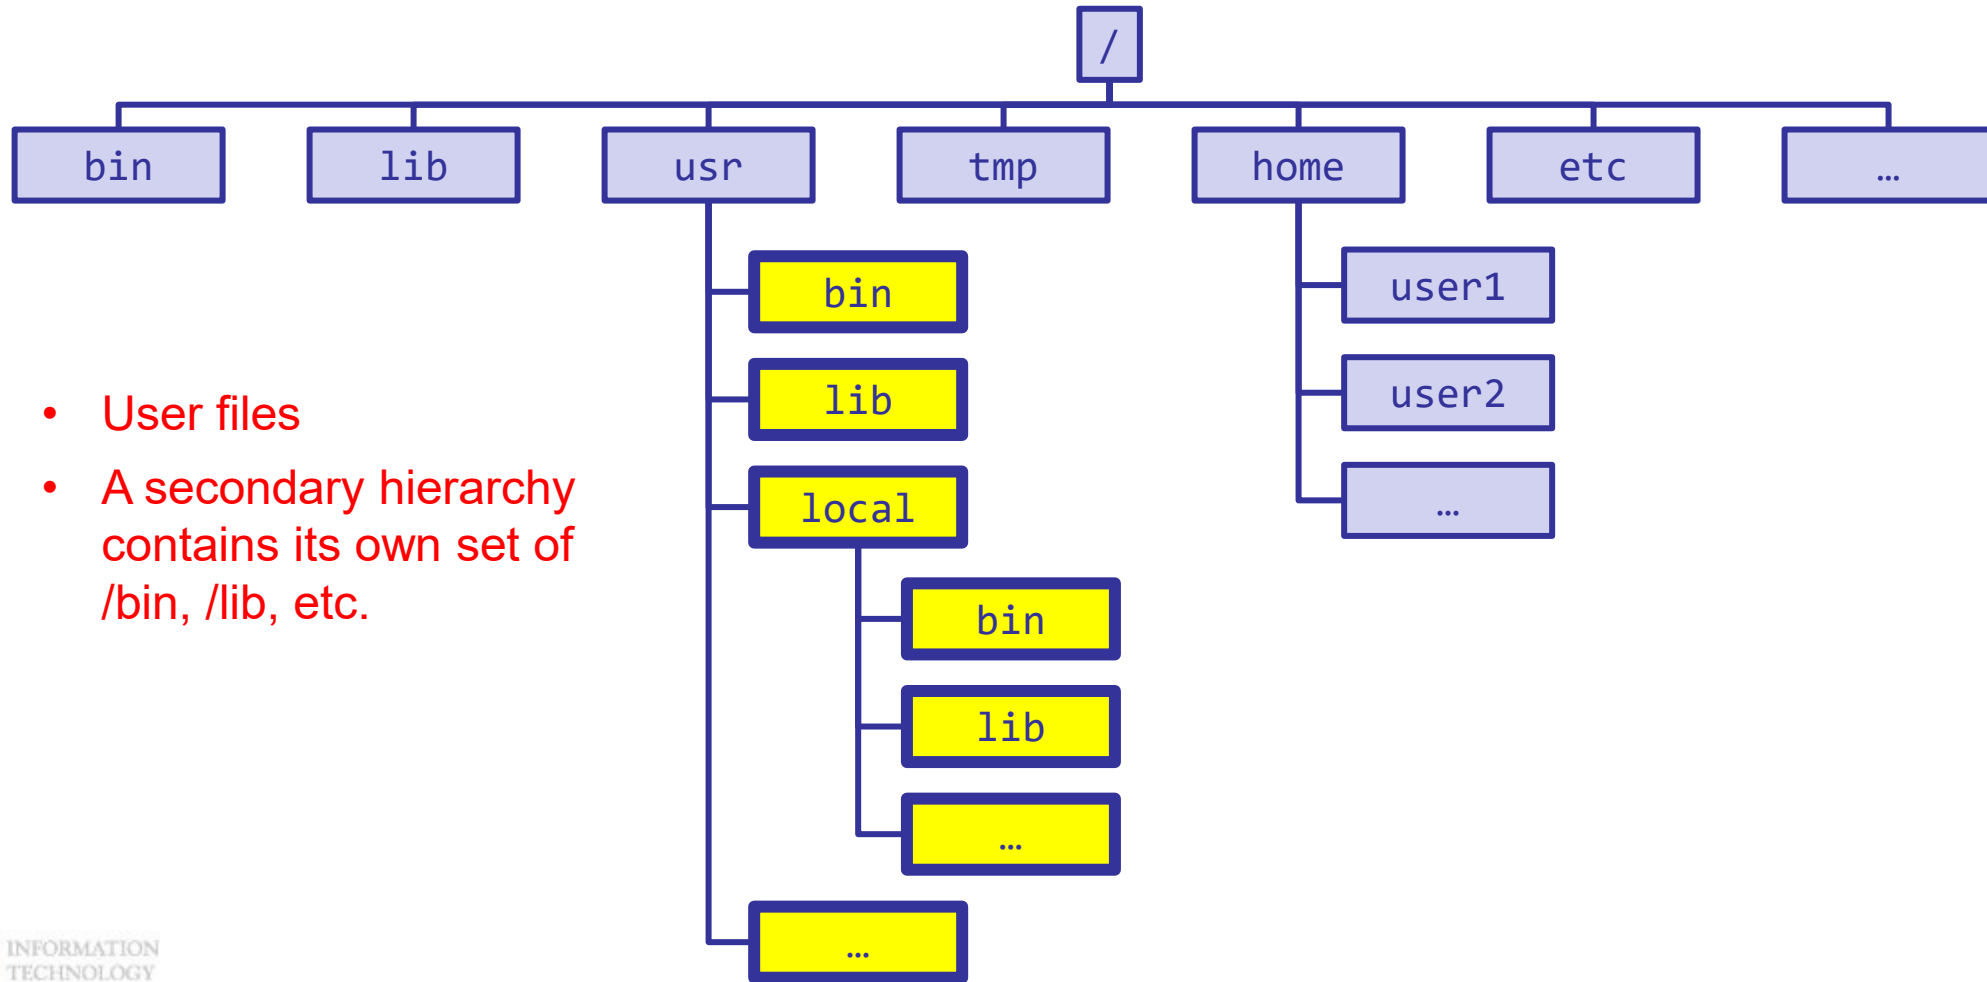 /
bin
lib
usr
tmp
home
etc
…
bin
lib
local
bin
lib
…
…
user1
user2
…
• User files
• A secondary hierarchy
contains its own set of
/bin, /lib, etc.
INFORMATION
TECHNOLOGY